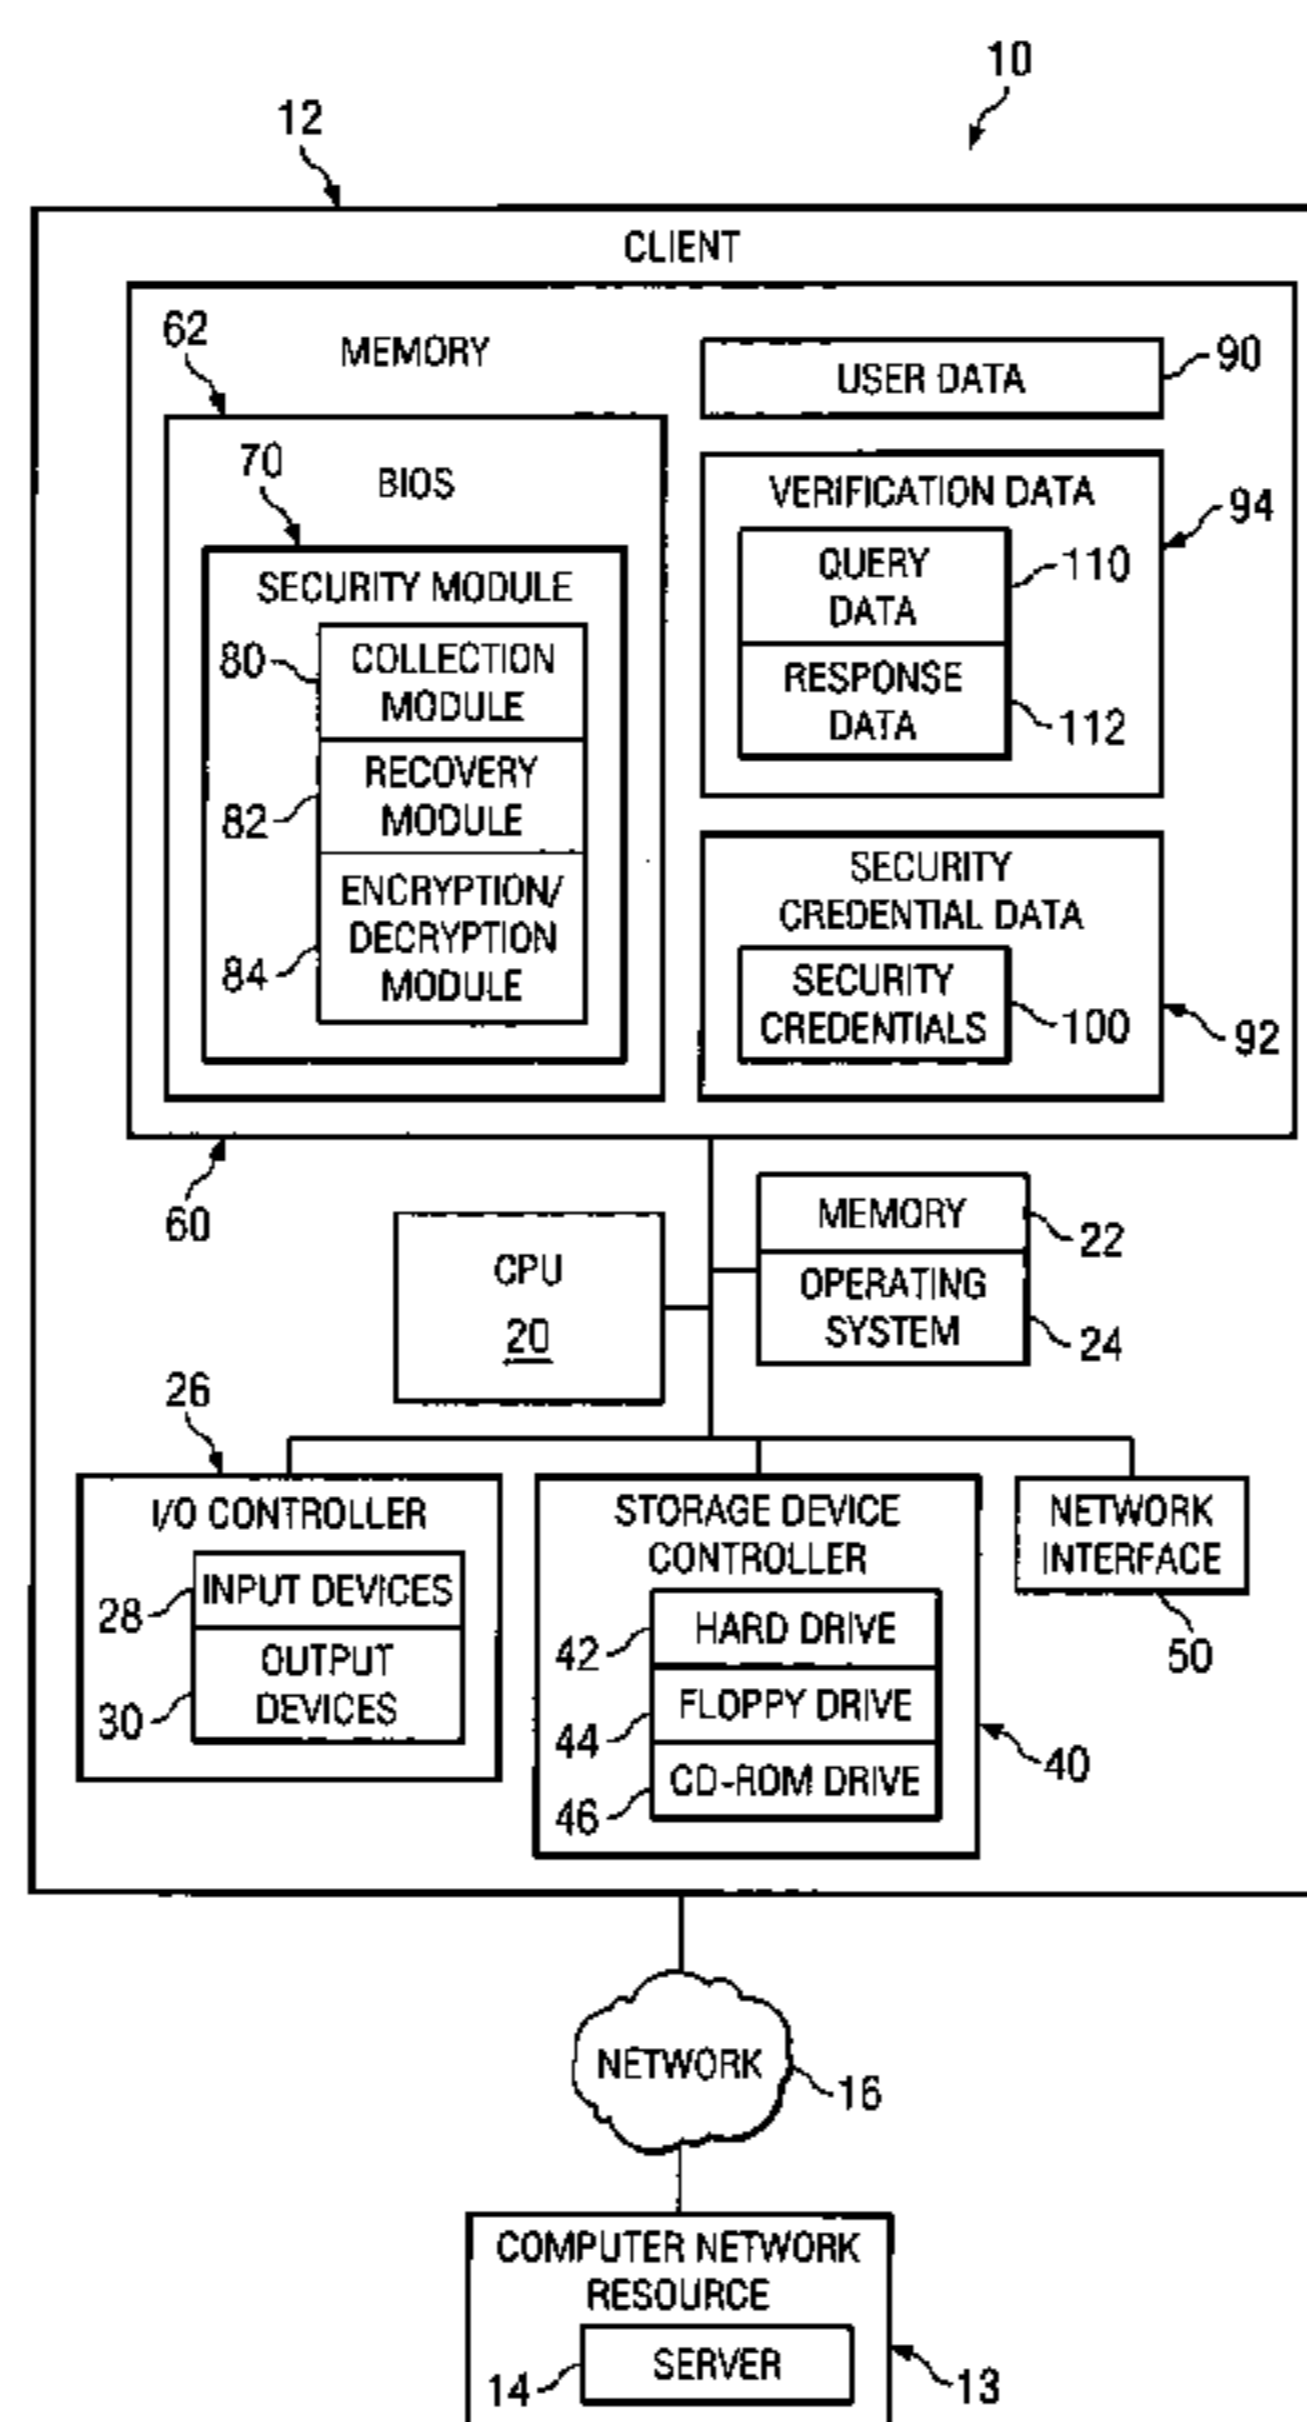 10
12
CLIENT
62
MEMORY
USER DATA
90
70
BIOS
VERIFICATION DATA
94
SECURITY MODULE
QUERY
DATA
110
80
COLLECTION
MODULE
RESPONSE
DATA
112
82
RECOVERY
MODULE
84
ENCRYPTION/
DECRYPTION
MODULE
SECURITY
CREDENTIAL DATA
SECURITY
CREDENTIALS
100
92
60
MEMORY
22
CPU
20
OPERATING
SYSTEM
24
26
I/O CONTROLLER
28
INPUT DEVICES
30
OUTPUT
DEVICES
STORAGE DEVICE
CONTROLLER
42
HARD DRIVE
44
FLOPPY DRIVE
46
CD-ROM DRIVE
40
NETWORK
INTERFACE
50
NETWORK
16
COMPUTER NETWORK
RESOURCE
14
SERVER
13